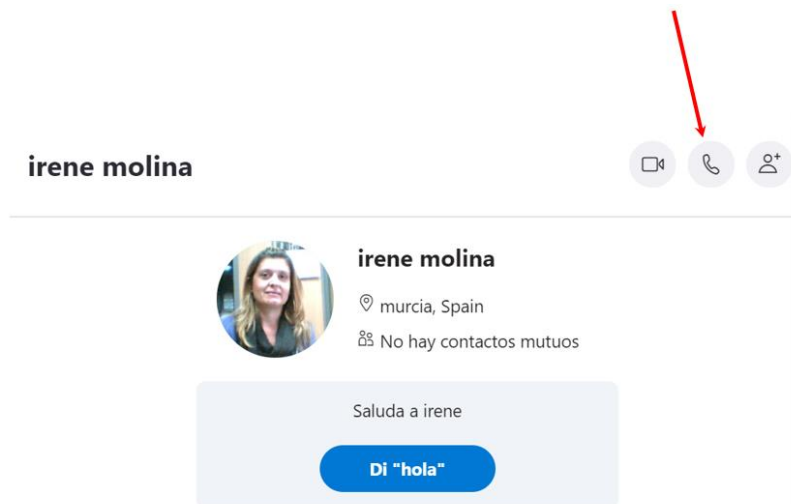 irene molina
irene molina
murcia, Spain
No hay contactos mutuos
Saluda a irene
Di "hola"